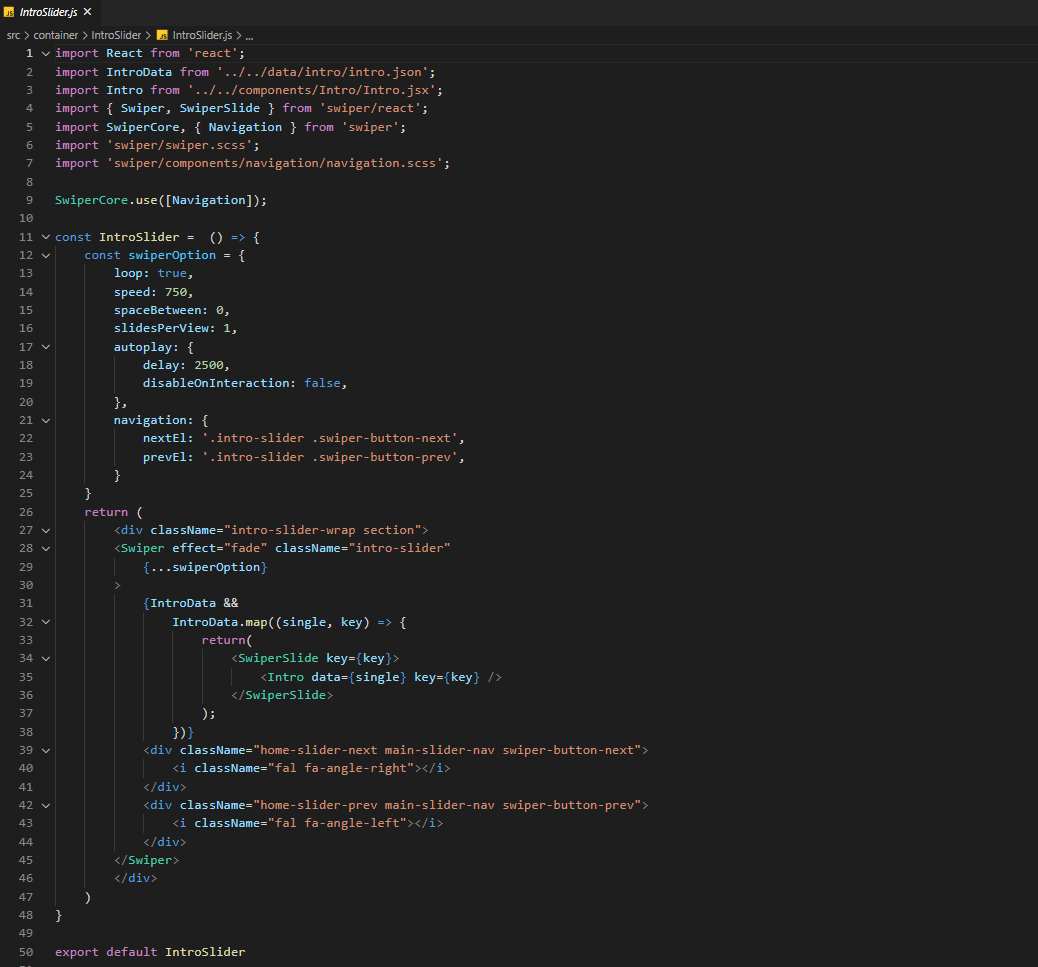 IntroSlider.js ×
src > container > IntroSlider > JS IntroSlider.js > ...
1 import React from 'react';
2 import IntroData from '../../data/intro/intro.json';
3 import Intro from '../../components/Intro/Intro.jsx';
4 import { Swiper, SwiperSlide } from 'swiper/react';
5 import SwiperCore, { Navigation } from 'swiper';
6 import 'swiper/swiper.scss';
7 import 'swiper/components/navigation/navigation.scss';
8
9 SwiperCore.use([Navigation]);
10
11 const IntroSlider =  () => {
12     const swiperOption = {
13         loop: true,
14         speed: 750,
15         spaceBetween: 0,
16         slidesPerView: 1,
17         autoplay: {
18             delay: 2500,
19             disableOnInteraction: false,
20         },
21         navigation: {
22             nextEl: '.intro-slider .swiper-button-next',
23             prevEl: '.intro-slider .swiper-button-prev',
24         }
25     }
26     return (
27         <div className="intro-slider-wrap section">
28         <Swiper effect="fade" className="intro-slider"
29             {...swiperOption}
30         >
31             {IntroData &&
32                 IntroData.map((single, key) => {
33                     return(
34                         <SwiperSlide key={key}>
35                             <Intro data={single} key={key} />
36                         </SwiperSlide>
37                     );
38                 })}
39             <div className="home-slider-next main-slider-nav swiper-button-next">
40                 <i className="fal fa-angle-right"></i>
41             </div>
42             <div className="home-slider-prev main-slider-nav swiper-button-prev">
43                 <i className="fal fa-angle-left"></i>
44             </div>
45         </Swiper>
46         </div>
47     )
48 }
49
50 export default IntroSlider